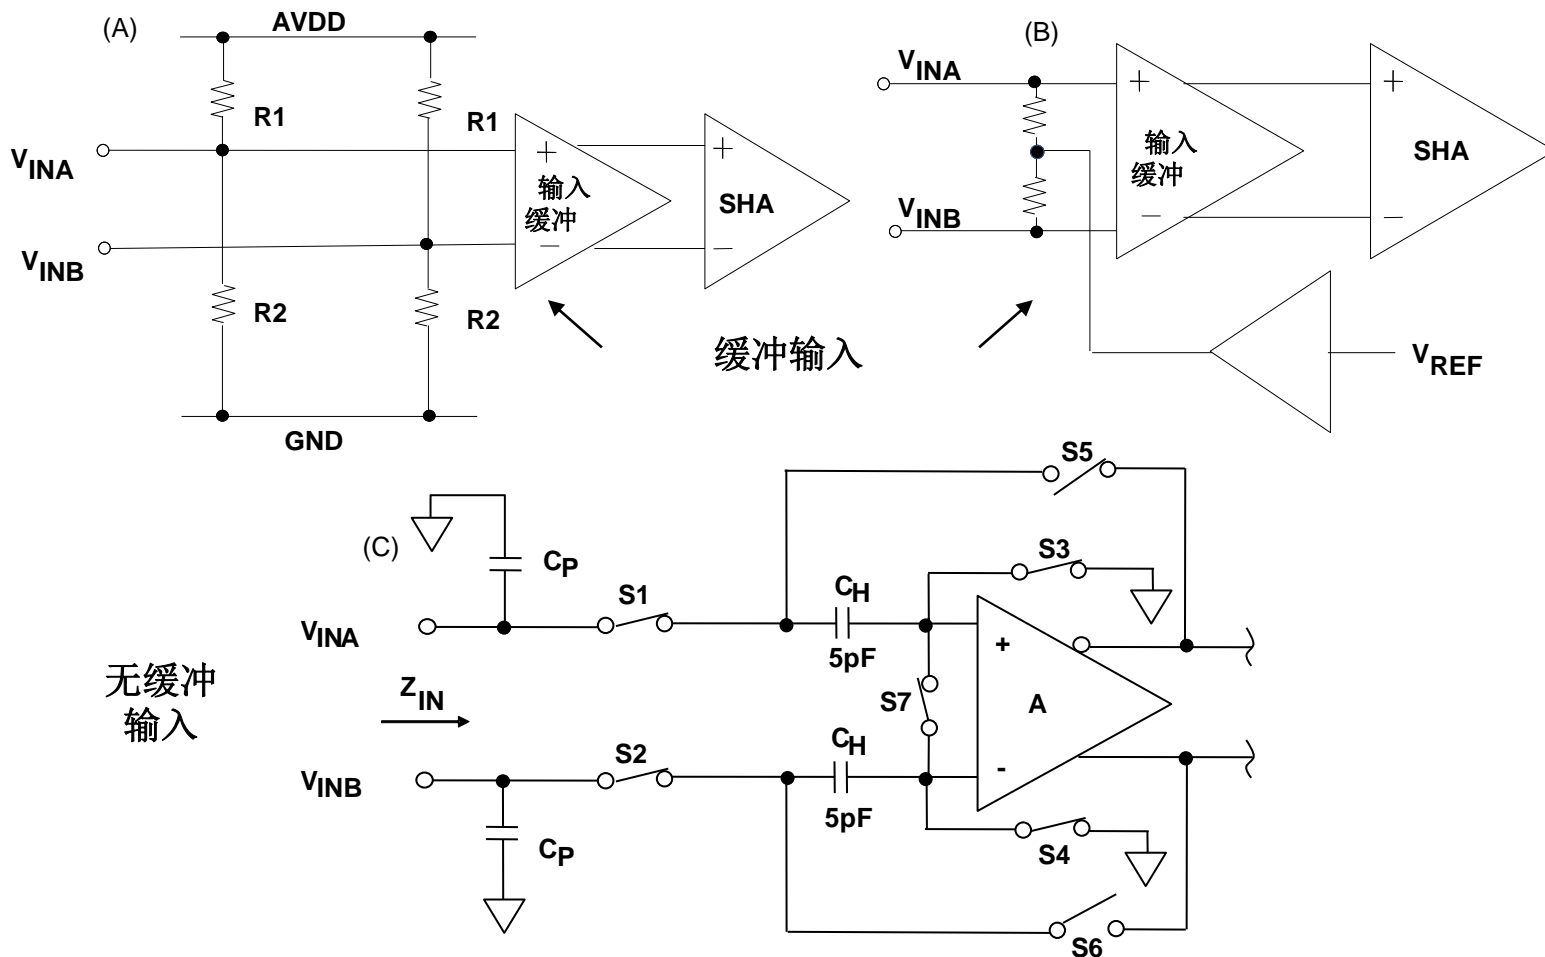 (A)
AVDD
R1
R1
VINA
VINB
+
输入
缓冲
−
+
SHA
−
R2
R2
GND
(B)
VINA
VINB
+
输入
缓冲
−
+
SHA
−
VREF
缓冲输入
(C)
CP
S5
S3
S1
CH
VINA
5pF
+
无缓冲
输入
ZIN
S7
A
S2
CH
VINB
5pF
-
CP
S4
S6